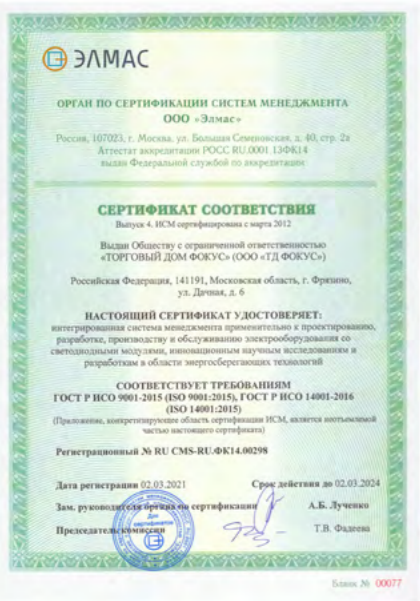 ЭЛМАС
ОРГАН ПО СЕРТИФИКАЦИИ СИСТЕМ МЕНЕДЖМЕНТА
ООО «Элмас»
Россия, 107023, г. Москва, ул. Большая Семеновская, д. 40, стр. 2а
Аттестат аккредитации РОСС RU.0001.13ФК14
выдан Федеральной службой по аккредитации
СЕРТИФИКАТ СООТВЕТСТВИЯ
Выпуск 4. ИСМ сертифицирована с марта 2012
Выдан Обществу с ограниченной ответственностью
«ТОРГОВЫЙ ДОМ ФОКУС» (ООО «ТД ФОКУС»)
Российская Федерация, 141191, Московская область, г. Фрязино,
ул. Дачная, д. 6
НАСТОЯЩИЙ СЕРТИФИКАТ УДОСТОВЕРЯЕТ:
интегрированная система менеджмента применительно к проектированию,
разработке, производству и обслуживанию электрооборудования со
светодиодными модулями, инновационным научным исследованиям и
разработкам в области энергосберегающих технологий
СООТВЕТСТВУЕТ ТРЕБОВАНИЯМ
ГОСТ Р ИСО 9001-2015 (ISO 9001:2015), ГОСТ Р ИСО 14001-2016
(ISO 14001:2015)
(Приложение, конкретизирующее область сертификации ИСМ, является неотъемлемой
частью настоящего сертификата)
Регистрационный № RU CMS-RU.ФК14.00298
Дата регистрации 02.03.2021 Срок действия до 02.03.2024
Зам. руководителя органа по сертификации А.Б. Лученко
Для
сертификатов
Председатель комиссии Т.В. Фадеева
Бланк № 00077